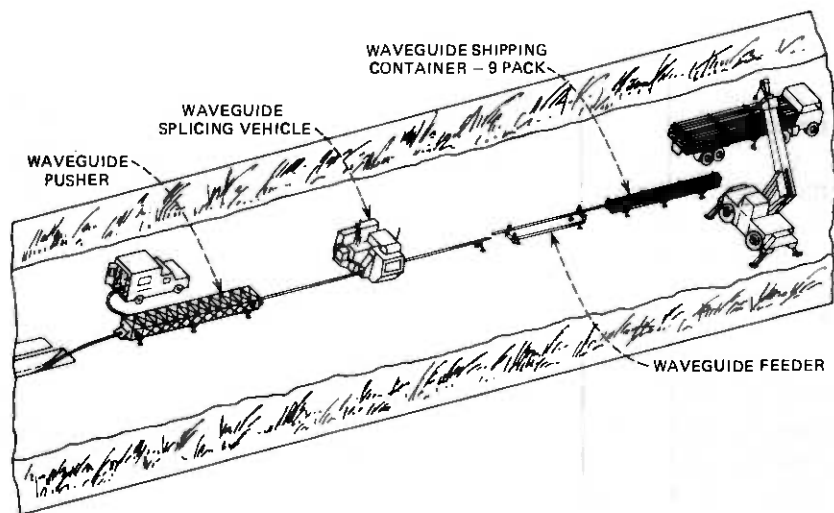 WAVEGUIDE SHIPPING
CONTAINER – 9 PACK
WAVEGUIDE
SPLICING VEHICLE
WAVEGUIDE
PUSHER
WAVEGUIDE FEEDER